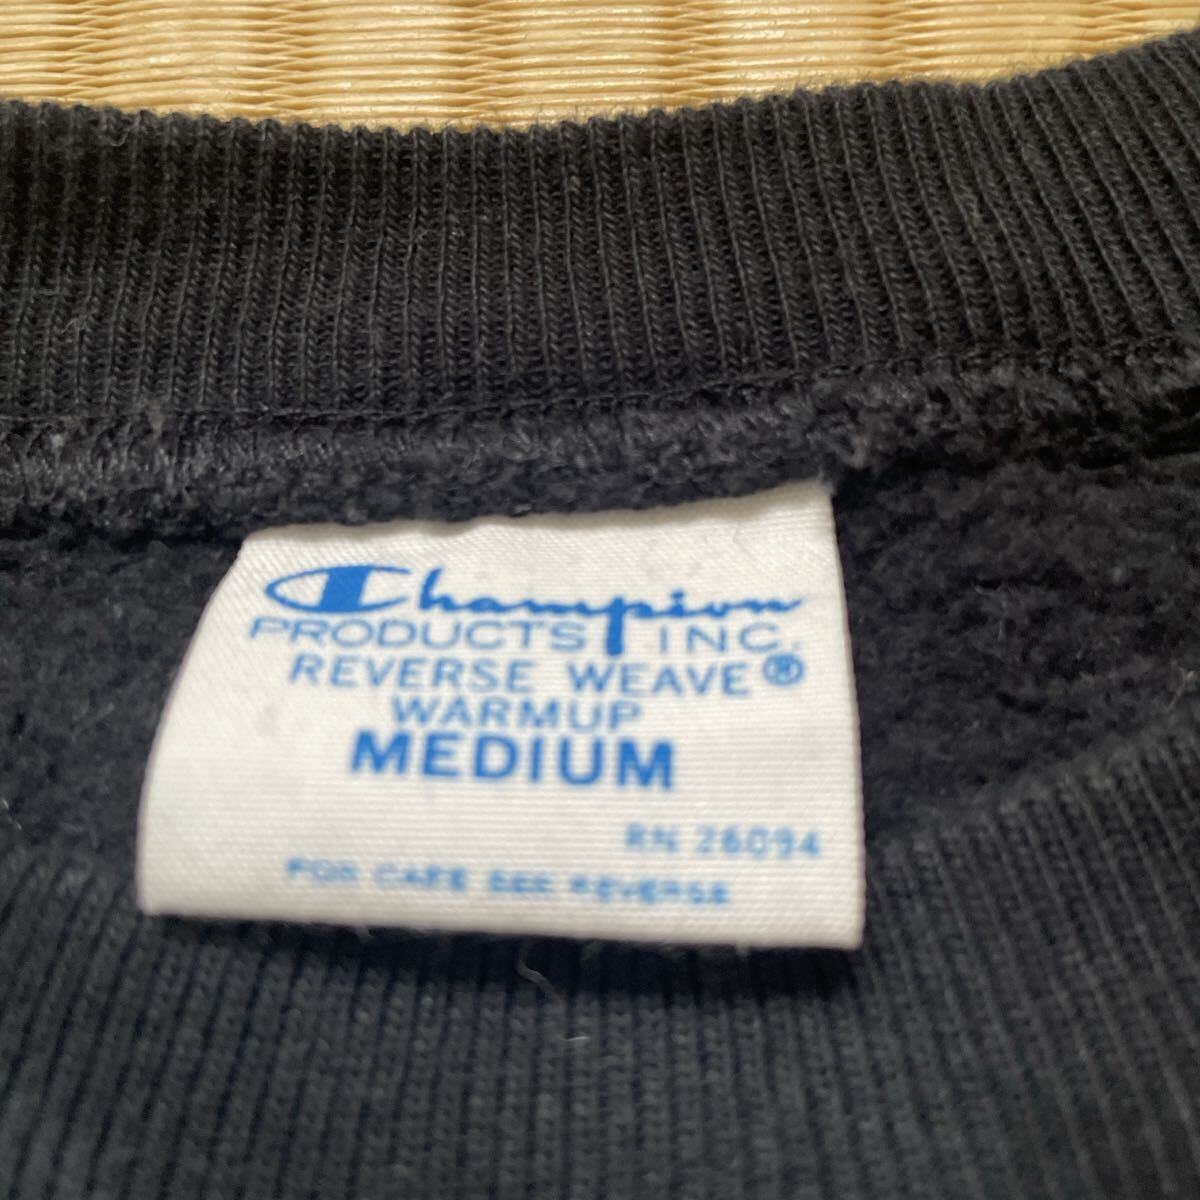 Champion
PRODUCTS INC.
REVERSE WEAVE®
WARMUP
MEDIUM
RN 26094
FOR CARE SEE REVERSE